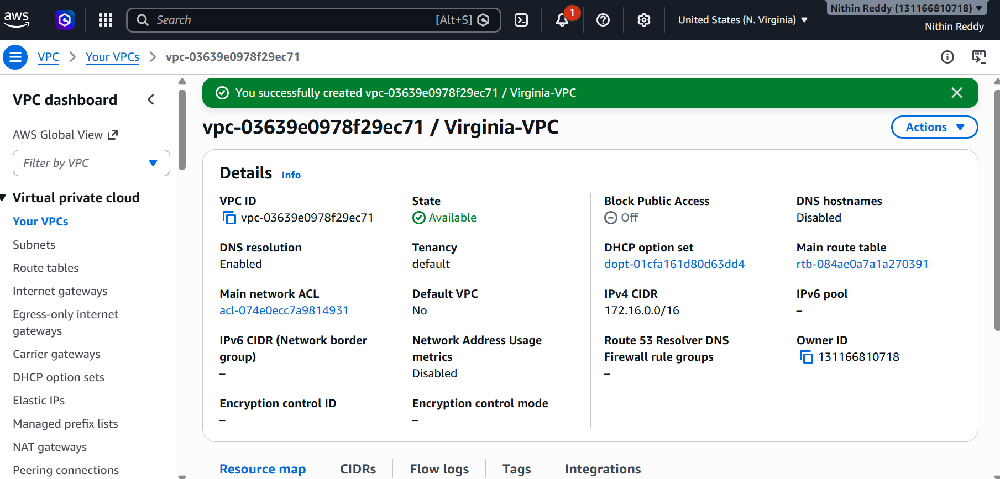 aws
Search
[Alt+S]
1
United States (N. Virginia)
Nithin Reddy (131166810718)
Nithin Reddy
VPC
Your VPCs
vpc-03639e0978f29ec71
VPC dashboard
AWS Global View
Filter by VPC
Virtual private cloud
Your VPCs
Subnets
Route tables
Internet gateways
Egress-only internet
gateways
Carrier gateways
DHCP option sets
Elastic IPs
Managed prefix lists
NAT gateways
Peering connections
You successfully created vpc-03639e0978f29ec71 / Virginia-VPC
vpc-03639e0978f29ec71 / Virginia-VPC
Actions
Details Info
VPC ID
vpc-03639e0978f29ec71
State
Available
Block Public Access
Off
DNS hostnames
Disabled
DNS resolution
Enabled
Tenancy
default
DHCP option set
dopt-01cfa161d80d63dd4
Main route table
rtb-084ae0a7a1a270391
Main network ACL
acl-074e0ecc7a9814931
Default VPC
No
IPv4 CIDR
172.16.0.0/16
IPv6 pool
–
IPv6 CIDR (Network border
group)
–
Network Address Usage
metrics
Disabled
Route 53 Resolver DNS
Firewall rule groups
–
Owner ID
131166810718
Encryption control ID
–
Encryption control mode
–
Resource map
CIDRs
Flow logs
Tags
Integrations